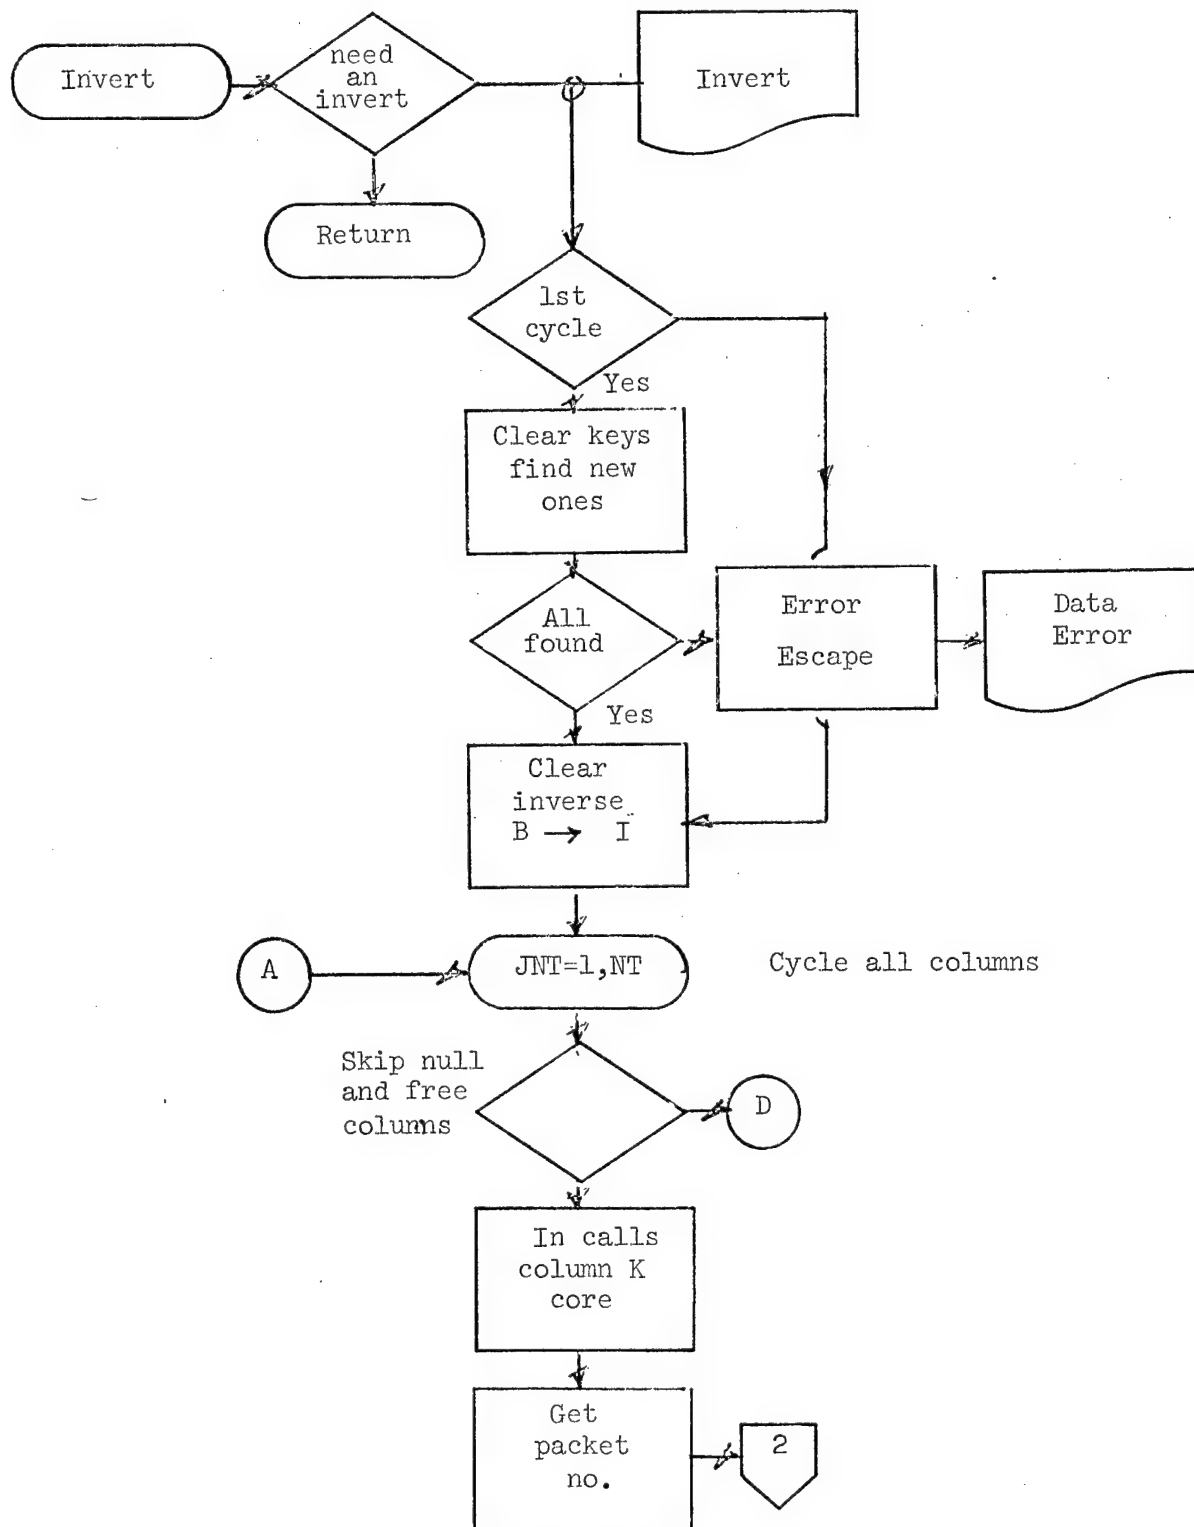 Invert
need
an
invert
Invert
Return
1st
cycle
Yes
Clear keys
find new
ones
All
found
Error
Escape
Data
Error
Yes
Clear
inverse
B → I
A
JNT=1,NT
Cycle all columns
Skip null
and free
columns
D
In calls
column K
core
Get
packet
no.
2